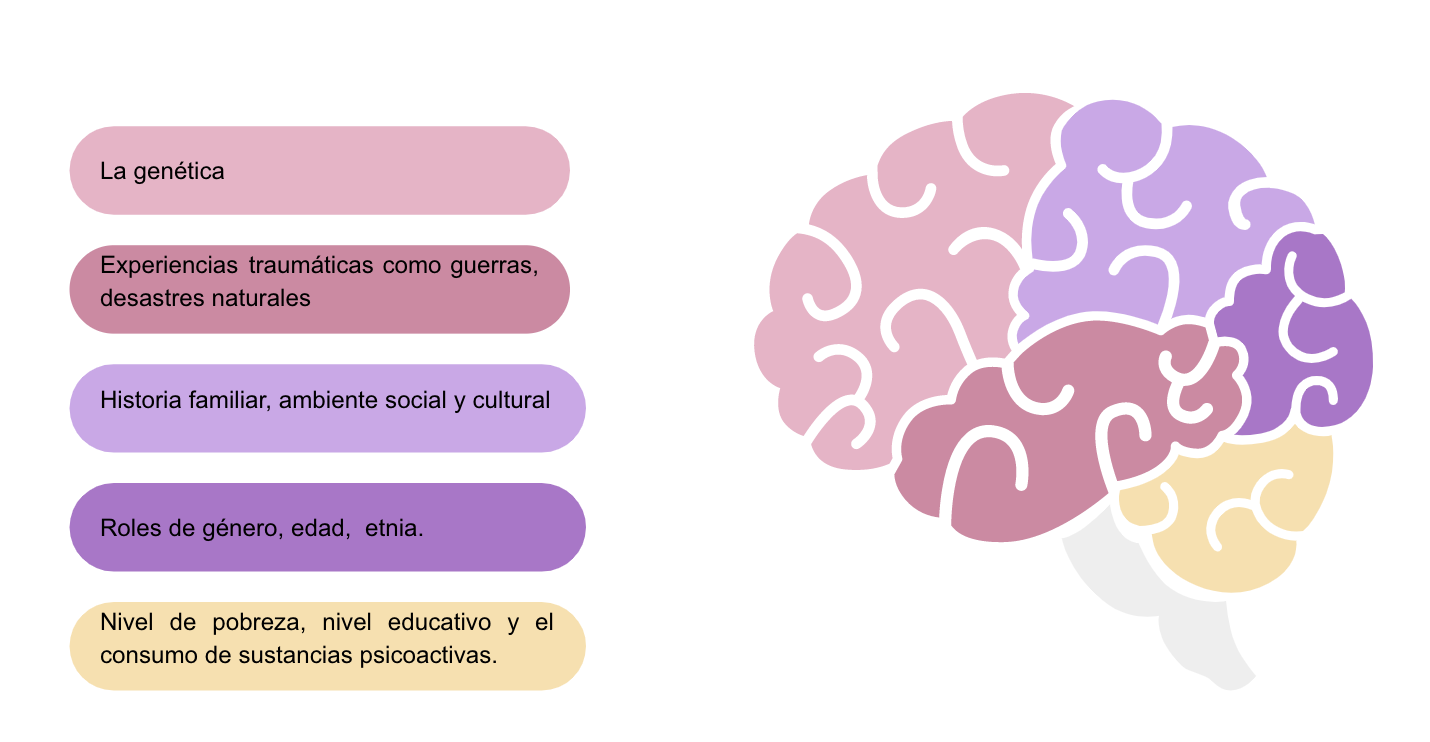 La genética
Experiencias traumáticas como guerras,
desastres naturales
Historia familiar, ambiente social y cultural
Roles de género, edad,  etnia.
Nivel de pobreza, nivel educativo y el
consumo de sustancias psicoactivas.